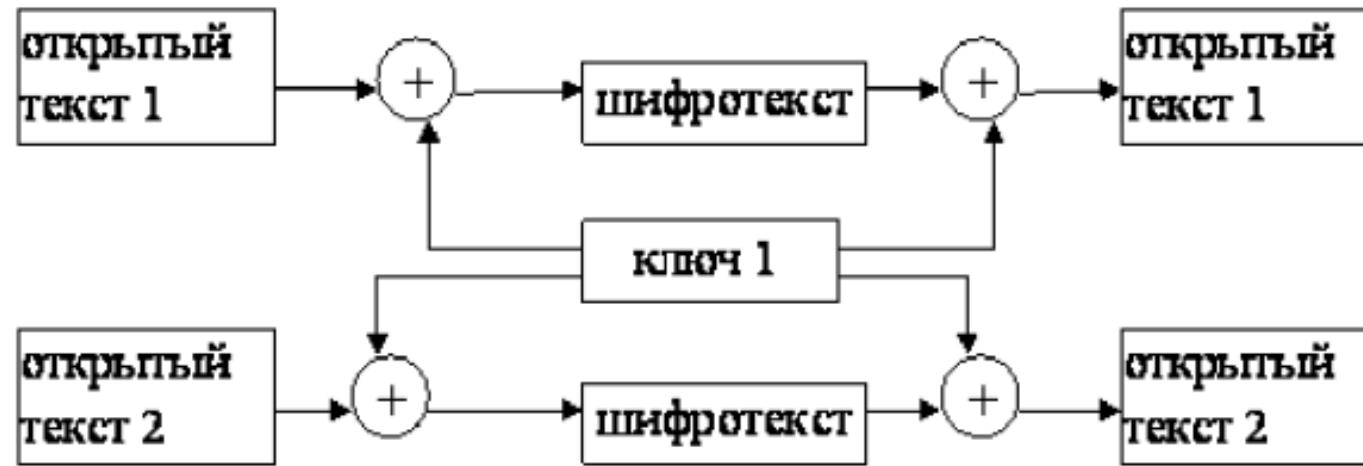 открытый
текст 1
+
шифротекст
+
открытый
текст 1
ключ 1
открытый
текст 2
+
шифротекст
+
открытый
текст 2